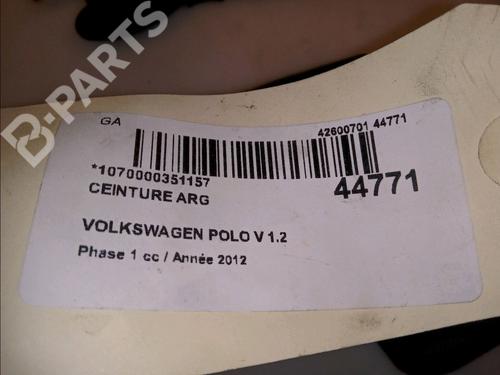 B-PARTS
GA
42600701 44771
*1070000351157
44771
CEINTURE ARG
VOLKSWAGEN POLO V 1.2
Phase 1 cc / Année 2012